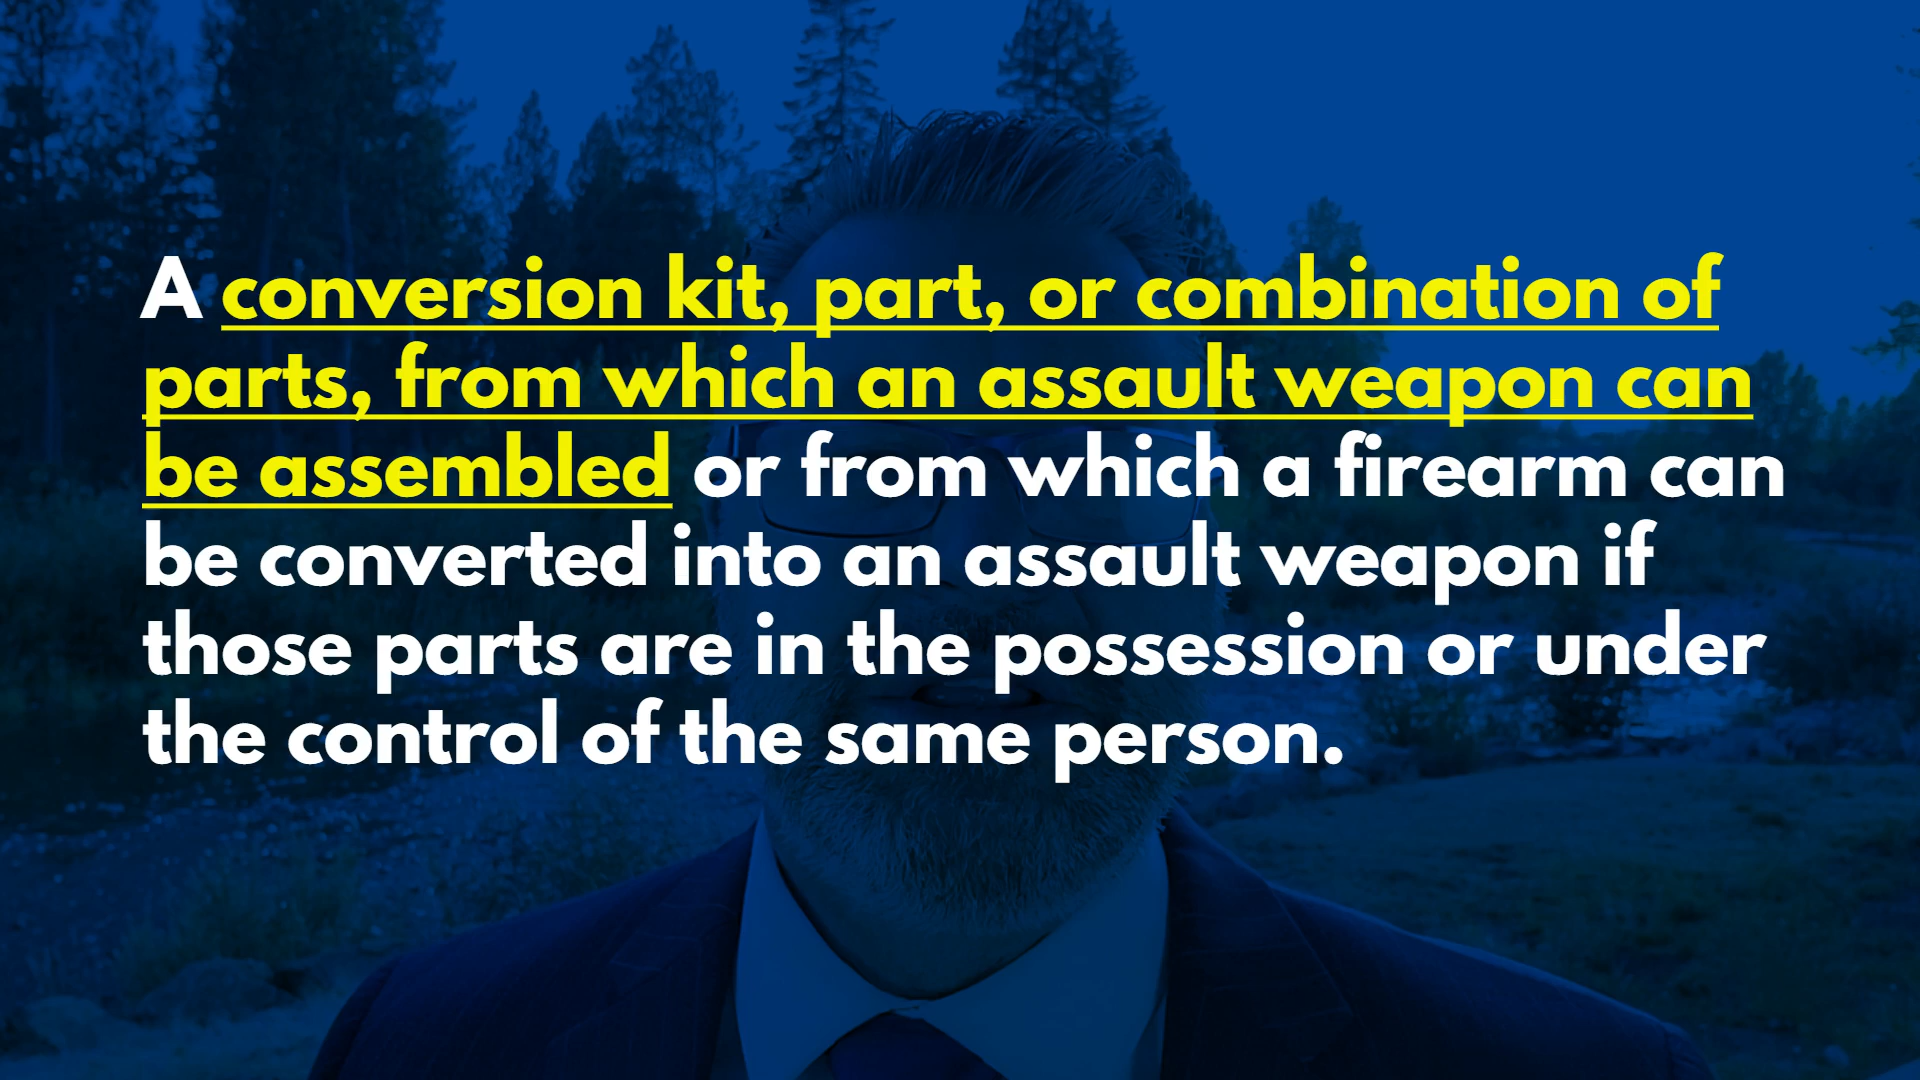 A conversion kit, part, or combination of
parts, from which an assault weapon can
be assembled or from which a firearm can
be converted into an assault weapon if
those parts are in the possession or under
the control of the same person.